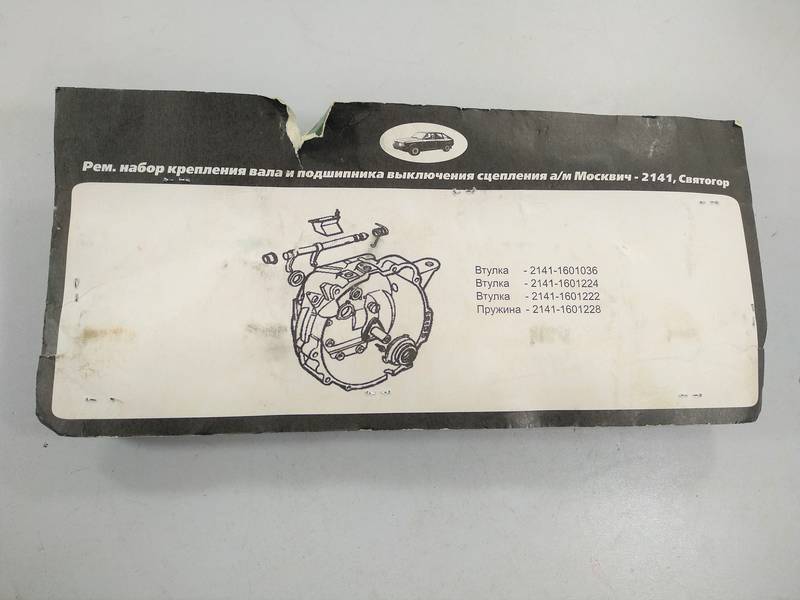 Рем. набор крепления вала и подшипника выключения сцепления а/м Москвич - 2141, Святогор
Втулка - 2141-1601036
Втулка - 2141-1601224
Втулка - 2141-1601222
Пружина - 2141-1601228